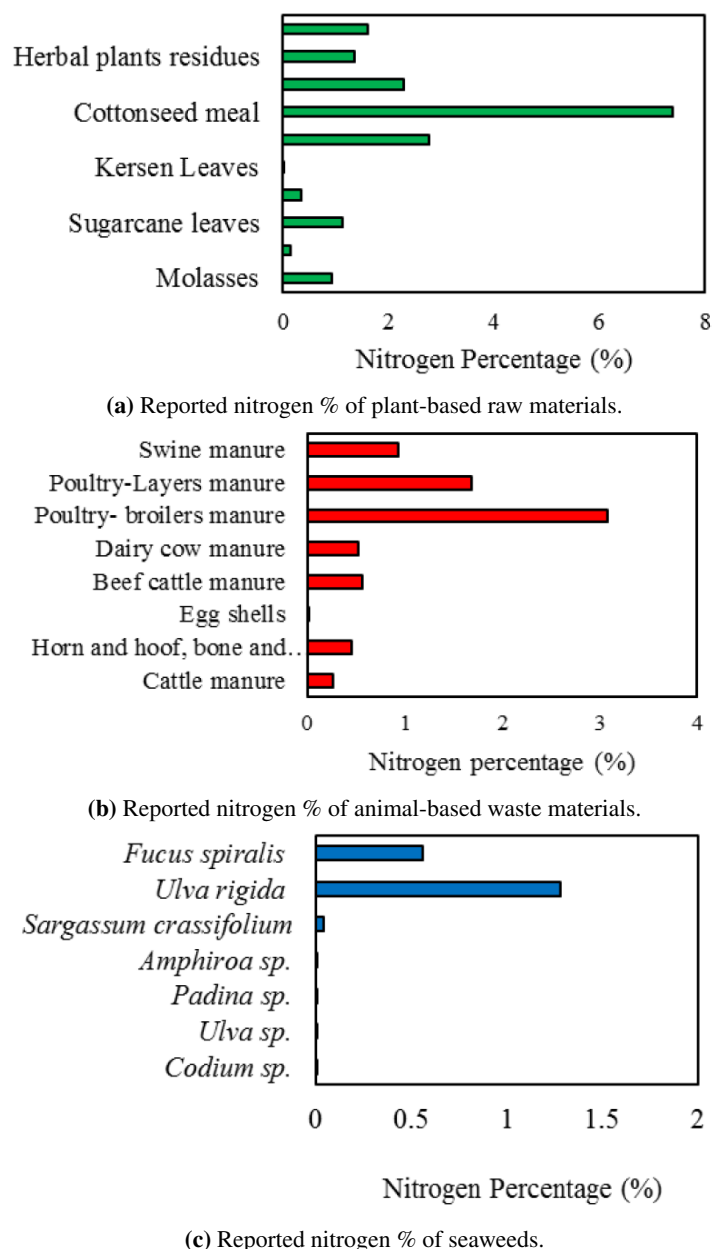 Herbal plants residues
Cottonseed meal
Kersen Leaves
Sugarcane leaves
Molasses
0 2 4 6 8
Nitrogen Percentage (%)
(a) Reported nitrogen % of plant-based raw materials.
Swine manure
Poultry-Layers manure
Poultry- broilers manure
Dairy cow manure
Beef cattle manure
Egg shells
Horn and hoof, bone and…
Cattle manure
0 1 2 3 4
Nitrogen percentage (%)
(b) Reported nitrogen % of animal-based waste materials.
Fucus spiralis
Ulva rigida
Sargassum crassifolium
Amphiroa sp.
Padina sp.
Ulva sp.
Codium sp.
0 0.5 1 1.5 2
Nitrogen Percentage (%)
(c) Reported nitrogen % of seaweeds.